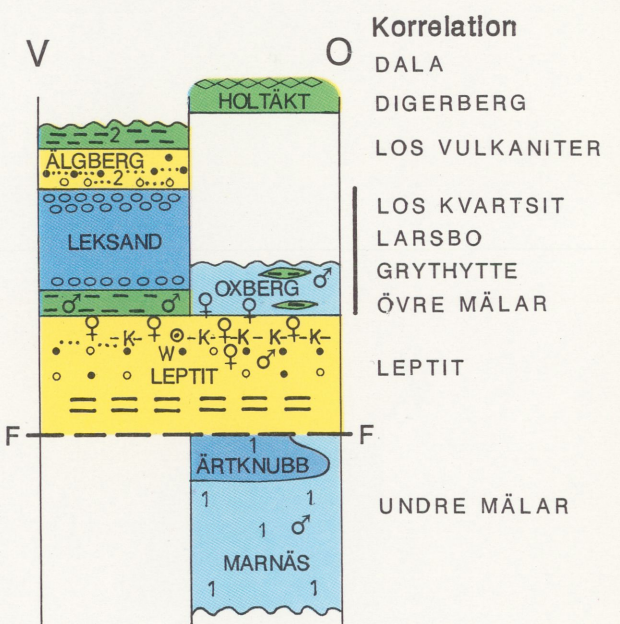 Korrelation
V
O
DALA
HOLTÄKT
DIGERBERG
2
LOS VULKANITER
ÄLGBERG
2
LOS KVARTSIT
LEKSAND
LARSBO
GRYTHYTTE
OXBERG
ÖVRE MÄLAR
-K- -K- -K- -K- -K-
W
LEPTIT
LEPTIT
F F
1
ÄRTKNUBB
1 1
UNDRE MÄLAR
1
MARNÄS
1 1